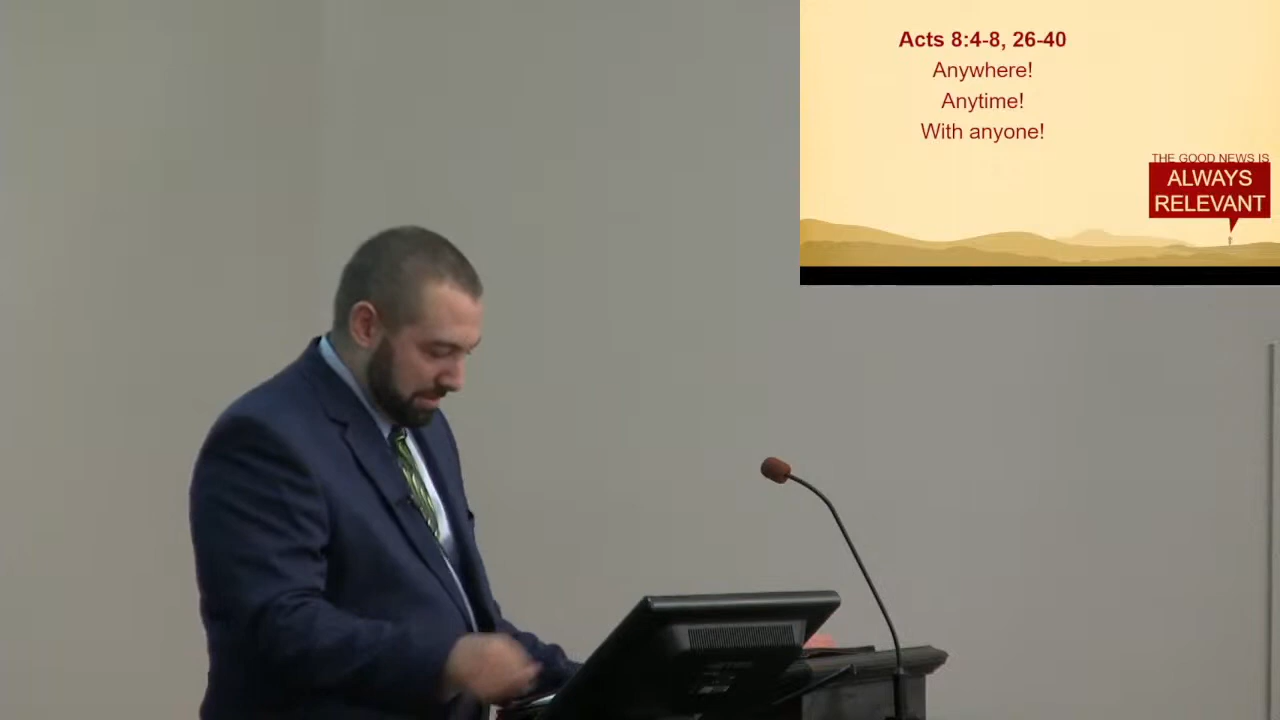 Acts 8:4-8, 26-40
Anywhere!
Anytime!
With anyone!
THE GOOD NEWS IS
ALWAYS
RELEVANT